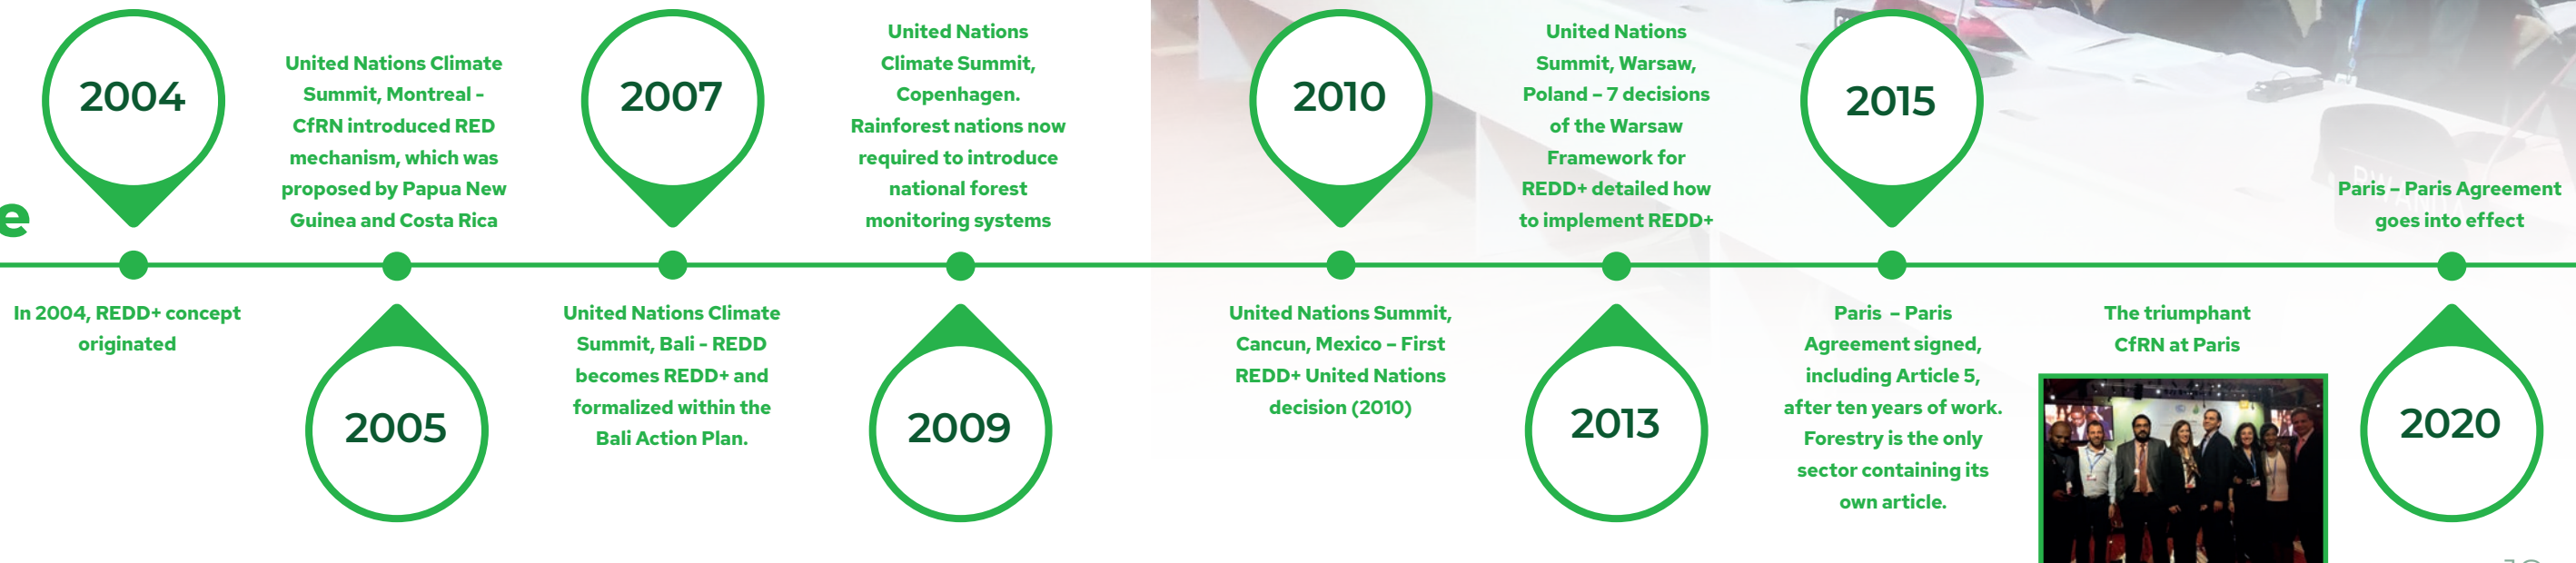 2004
In 2004, REDD+ concept
originated
United Nations Climate
Summit, Montreal -
CfRN introduced RED
mechanism, which was
proposed by Papua New
Guinea and Costa Rica
2005
2007
United Nations Climate
Summit, Bali - REDD
becomes REDD+ and
formalized within the
Bali Action Plan.
United Nations
Climate Summit,
Copenhagen.
Rainforest nations now
required to introduce
national forest
monitoring systems
2009
2010
United Nations Summit,
Cancun, Mexico – First
REDD+ United Nations
decision (2010)
United Nations
Summit, Warsaw,
Poland – 7 decisions
of the Warsaw
Framework for
REDD+ detailed how
to implement REDD+
2013
2015
Paris – Paris
Agreement signed,
including Article 5,
after ten years of work.
Forestry is the only
sector containing its
own article.
The triumphant
CfRN at Paris
Paris – Paris Agreement
goes into effect
2020
RWANDA
e